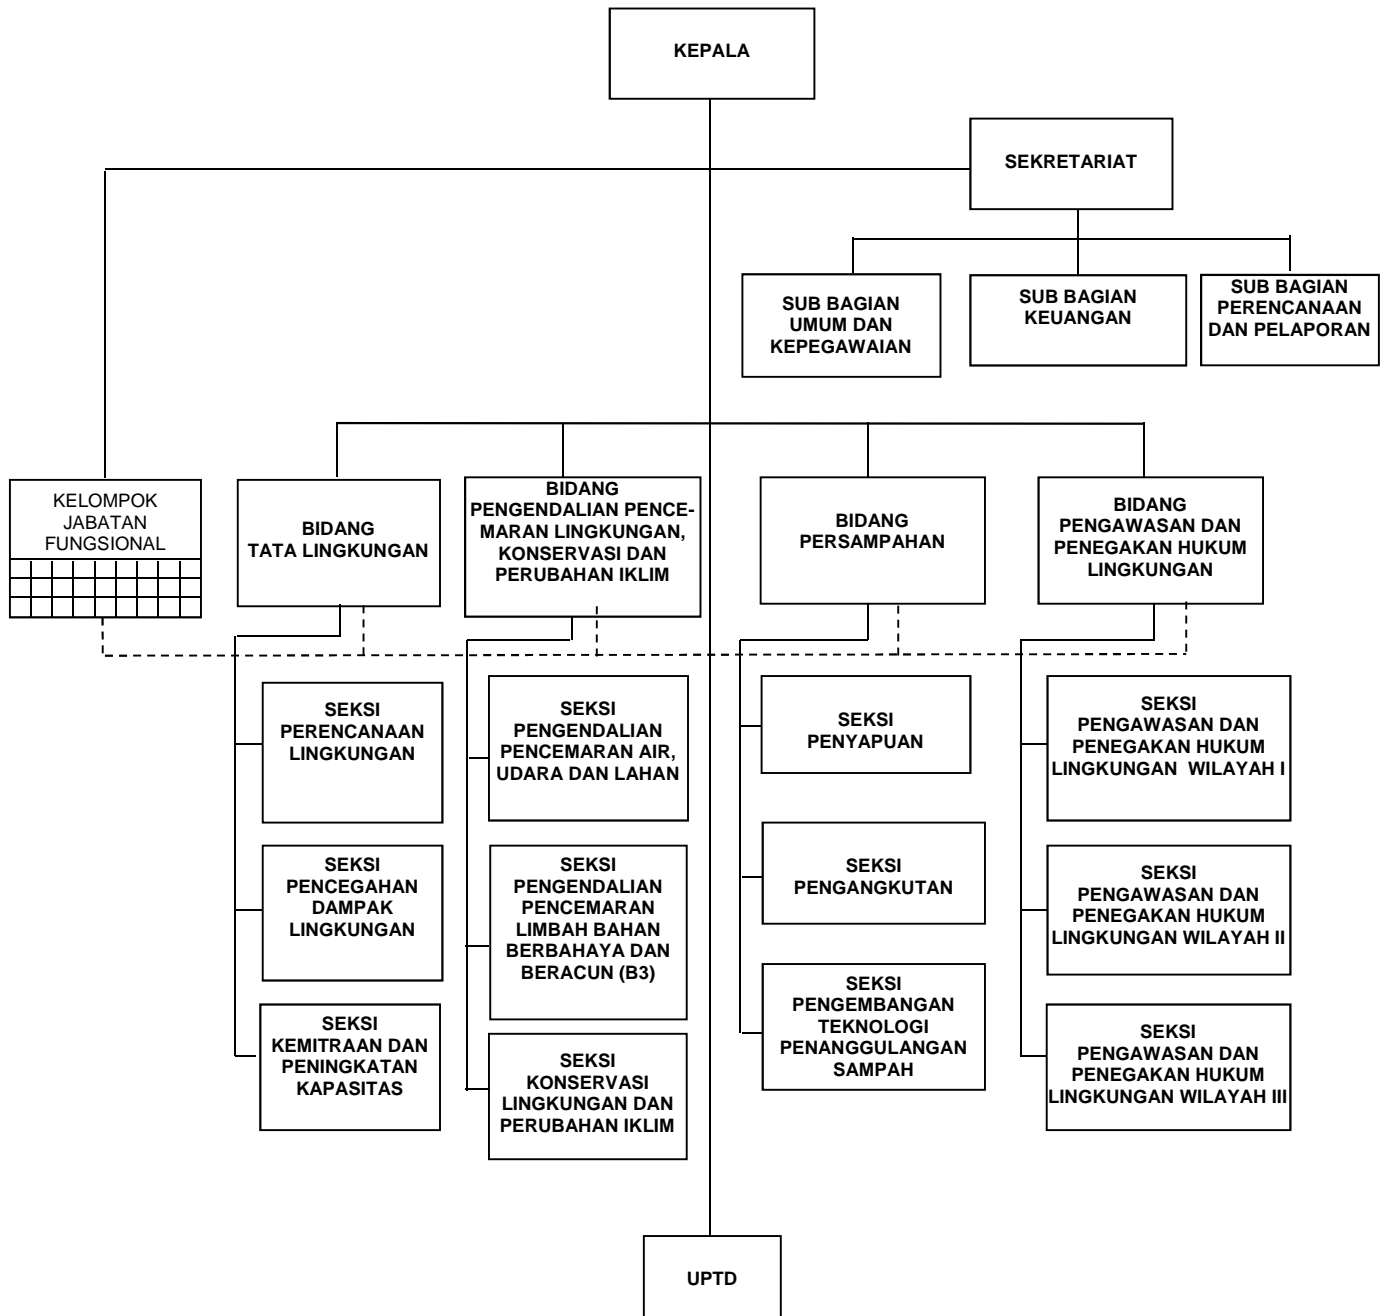 KEPALA
SEKRETARIAT
SUB BAGIAN
UMUM DAN
KEPEGAWAIAN
SUB BAGIAN
KEUANGAN
SUB BAGIAN
PERENCANAAN
DAN PELAPORAN
KELOMPOK
JABATAN
FUNGSIONAL
BIDANG
TATA LINGKUNGAN
BIDANG
PENGENDALIAN PENCE-
MARAN LINGKUNGAN,
KONSERVASI DAN
PERUBAHAN IKLIM
BIDANG
PERSAMPAHAN
BIDANG
PENGAWASAN DAN
PENEGAKAN HUKUM
LINGKUNGAN
SEKSI
PERENCANAAN
LINGKUNGAN
SEKSI
PENGENDALIAN
PENCEMARAN AIR,
UDARA DAN LAHAN
SEKSI
PENYAPUAN
SEKSI
PENGAWASAN DAN
PENEGAKAN HUKUM
LINGKUNGAN  WILAYAH I
SEKSI
PENCEGAHAN
DAMPAK
LINGKUNGAN
SEKSI
PENGENDALIAN
PENCEMARAN
LIMBAH BAHAN
BERBAHAYA DAN
BERACUN (B3)
SEKSI
PENGANGKUTAN
SEKSI
PENGAWASAN DAN
PENEGAKAN HUKUM
LINGKUNGAN WILAYAH II
SEKSI
KEMITRAAN DAN
PENINGKATAN
KAPASITAS
SEKSI
KONSERVASI
LINGKUNGAN DAN
PERUBAHAN IKLIM
SEKSI
PENGEMBANGAN
TEKNOLOGI
PENANGGULANGAN
SAMPAH
SEKSI
PENGAWASAN DAN
PENEGAKAN HUKUM
LINGKUNGAN WILAYAH III
UPTD